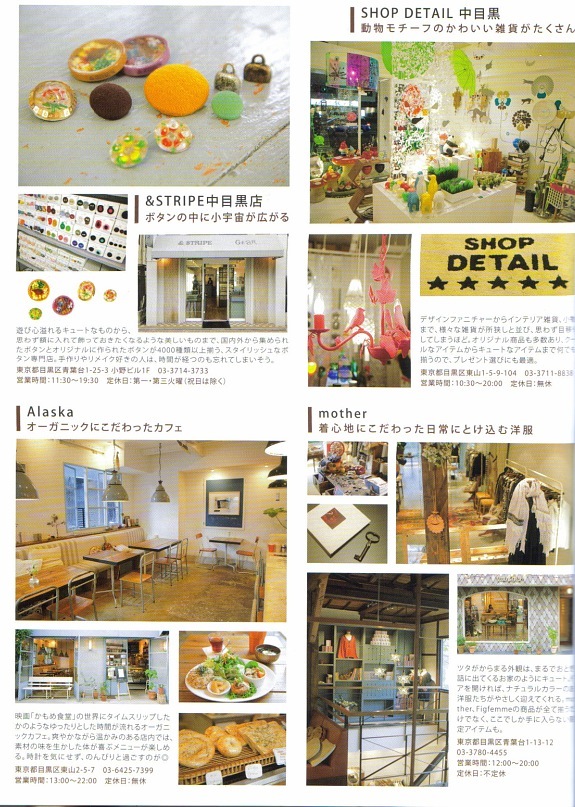 SHOP DETAIL 中目黒
動物モチーフのかわいい雑貨がたくさん
&STRIPE中目黒店
ボタンの中に小宇宙が広がる
STRIPE
遊び心溢れるキュートなものから、
思わず額に入れて飾っておきたくなるような美しいものまで、国内外から集められ
たボタンとオリジナルに作られたボタンが4000種類以上揃う、スタイリッシュなボ
タン専門店。手作りやリメイク好きの人は、時間が経つのも忘れてしまいそう。
東京都目黒区青葉台1-25-3 小野ビル1F 03-3714-3733
営業時間:11:30〜19:30 定休日:第一・第三火曜(祝日は除く)
SHOP
DETAIL
★★★★★
デザインファニチャーからインテリア雑貨、小
まで、様々な雑貨が所狭しと並び、思わず目移
してしまうほど。オリジナル商品も多数あり、クー
ルなアイテムからキュートなアイテムまで何で
揃うので、プレゼント選びにも最適。
東京都目黒区東山1-5-9-104 03-3711-883
営業時間:10:30〜20:00 定休日:無休
Alaska
オーガニックにこだわったカフェ
映画「かもめ食堂」の世界にタイムスリップした
かのようなゆったりとした時間が流れるオーガニ
ックカフェ。爽やかながら温かみのある店内では、
素材の味を生かした体が喜ぶメニューが楽しめ
る。時計を気にせず、のんびりと過ごすのが◎
東京都目黒区東山2-5-7 03-6425-7399
営業時間:13:00〜22:00 定休日:無休
mother
着心地にこだわった日常にとけ込む洋服
ツタがからまる外観は、まるでおと
話に出てくるお家のようにキュート。
アを開ければ、ナチュラルカラーの
洋服たちがやさしく迎えてくれる。
ther、Figfemmeの商品が全て揃う
けでなく、ここでしか手に入らない
定アイテムも。
東京都目黒区青葉台1-13-12
03-3780-4455
営業時間:12:00〜20:00
定休日:不定休